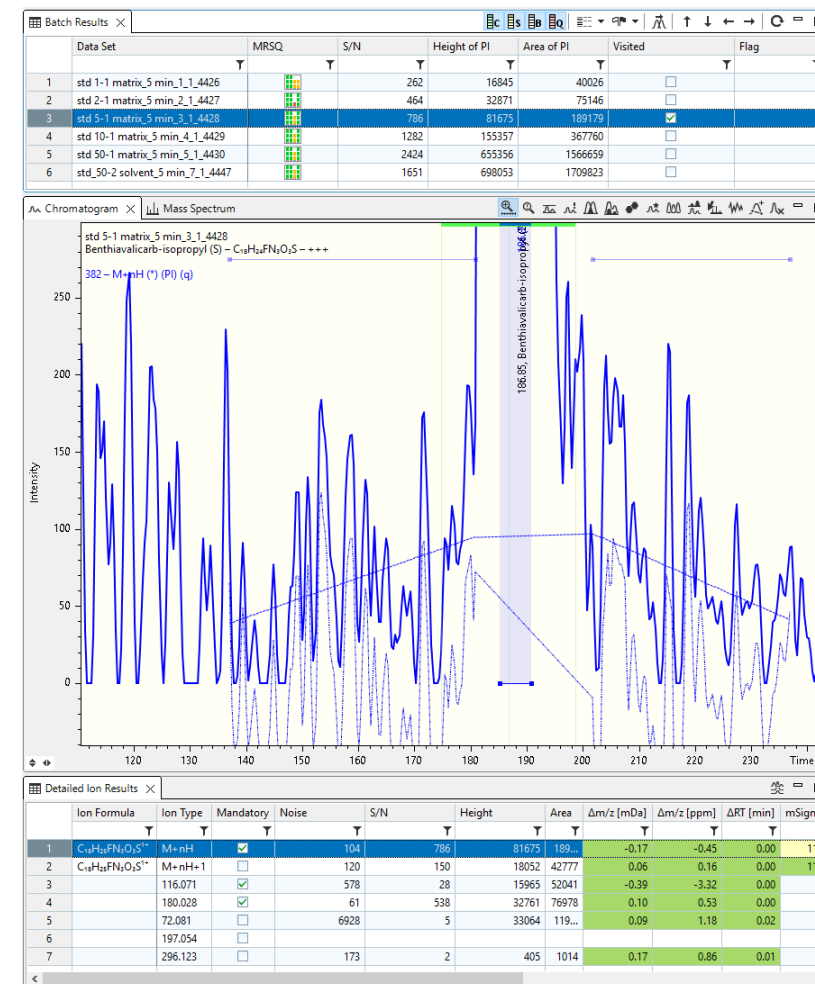 Batch Results
C S B Q
Data Set MRSQ S/N Height of PI Area of PI Visited Flag
1 std 1-1 matrix_5 min_1_1_4426 262 16845 40026
2 std 2-1 matrix_5 min_2_1_4427 464 32871 75146
3 std 5-1 matrix_5 min_3_1_4428 786 81675 189179
4 std 10-1 matrix_5 min_4_1_4429 1282 155357 367760
5 std 50-1 matrix_5 min_5_1_4430 2424 655356 1566659
6 std_50-2 solvent_5 min_7_1_4447 1651 698053 1709823
Chromatogram Mass Spectrum
std 5-1 matrix_5 min_3_1_4428
Benthiavalicarb-isopropyl (S) – C₁₈H₂₄FN₃O₃S – +++
382 – M+nH (*) (PI) (q)
186.85, Benthiavalicarb-isopropyl
Intensity
250
200
150
100
50
0
120 130 140 150 160 170 180 190 200 210 220 230 Time
Detailed Ion Results
Ion Formula Ion Type Mandatory Noise S/N Height Area Δm/z [mDa] Δm/z [ppm] ΔRT [min] mSign
1 C₁₈H₂₅FN₃O₃S¹⁺ M+nH 104 786 81675 189... -0.17 -0.45 0.00 11
2 C₁₈H₂₅FN₃O₃S¹⁺ M+nH+1 120 150 18052 42777 0.06 0.16 0.00 11
3 116.071 578 28 15965 52041 -0.39 -3.32 0.00
4 180.028 61 538 32761 76978 0.10 0.53 0.00
5 72.081 6928 5 33064 119... 0.09 1.18 0.02
6 197.054
7 296.123 173 2 405 1014 0.17 0.86 0.01